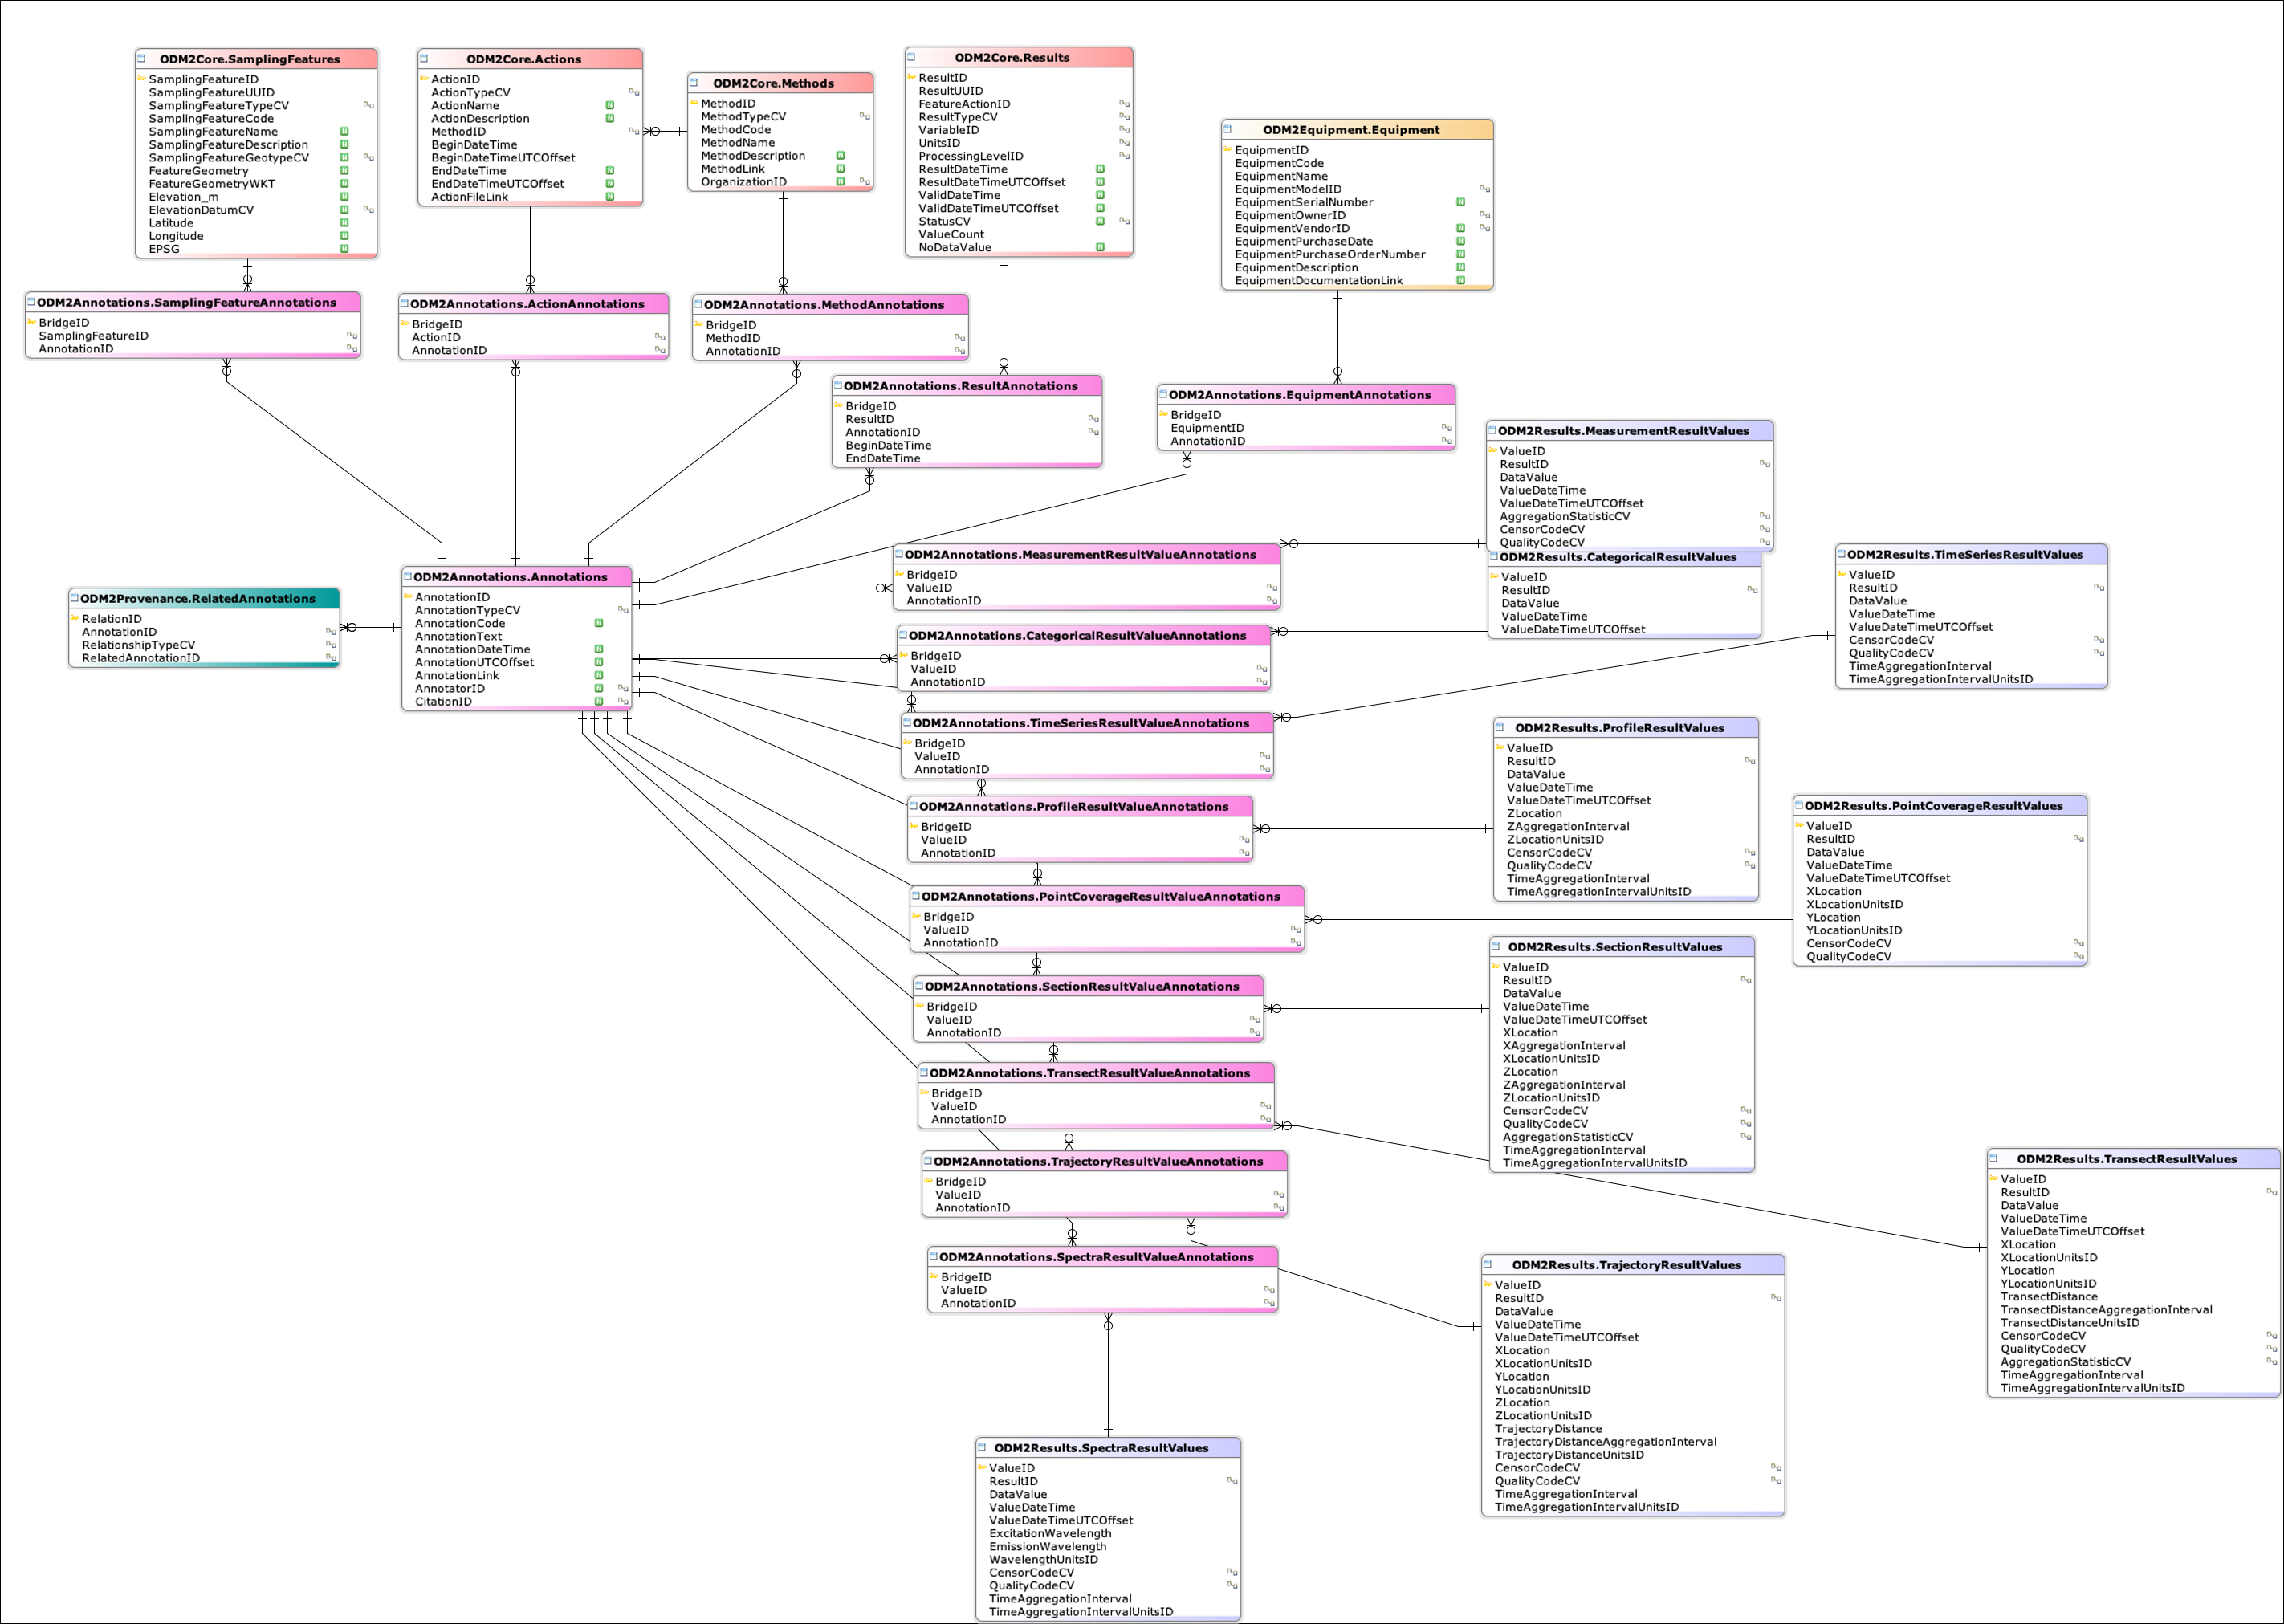 ODM2Core.SamplingFeatures
SamplingFeatureID
SamplingFeatureUUID
SamplingFeatureTypeCV
SamplingFeatureCode
SamplingFeatureName
SamplingFeatureDescription
SamplingFeatureGeotypeCV
FeatureGeometry
FeatureGeometryWKT
Elevation_m
ElevationDatumCV
Latitude
Longitude
EPSG
ODM2Core.Actions
ActionID
ActionTypeCV
ActionName
ActionDescription
MethodID
BeginDateTime
BeginDateTimeUTCOffset
EndDateTime
EndDateTimeUTCOffset
ActionFileLink
ODM2Core.Methods
MethodID
MethodTypeCV
MethodCode
MethodName
MethodDescription
MethodLink
OrganizationID
ODM2Core.Results
ResultID
ResultUUID
FeatureActionID
ResultTypeCV
VariableID
UnitsID
ProcessingLevelID
ResultDateTime
ResultDateTimeUTCOffset
ValidDateTime
ValidDateTimeUTCOffset
StatusCV
ValueCount
NoDataValue
ODM2Equipment.Equipment
EquipmentID
EquipmentCode
EquipmentName
EquipmentModelID
EquipmentSerialNumber
EquipmentOwnerID
EquipmentVendorID
EquipmentPurchaseDate
EquipmentPurchaseOrderNumber
EquipmentDescription
EquipmentDocumentationLink
ODM2Annotations.SamplingFeatureAnnotations
BridgeID
SamplingFeatureID
AnnotationID
ODM2Annotations.ActionAnnotations
BridgeID
ActionID
AnnotationID
ODM2Annotations.MethodAnnotations
BridgeID
MethodID
AnnotationID
ODM2Annotations.ResultAnnotations
BridgeID
ResultID
AnnotationID
BeginDateTime
EndDateTime
ODM2Annotations.EquipmentAnnotations
BridgeID
EquipmentID
AnnotationID
ODM2Results.MeasurementResultValues
ValueID
ResultID
DataValue
ValueDateTime
ValueDateTimeUTCOffset
AggregationStatisticCV
CensorCodeCV
QualityCodeCV
ODM2Results.CategoricalResultValues
ValueID
ResultID
DataValue
ValueDateTime
ValueDateTimeUTCOffset
ODM2Results.TimeSeriesResultValues
ValueID
ResultID
DataValue
ValueDateTime
ValueDateTimeUTCOffset
CensorCodeCV
QualityCodeCV
TimeAggregationInterval
TimeAggregationIntervalUnitsID
ODM2Provenance.RelatedAnnotations
RelationID
AnnotationID
RelationshipTypeCV
RelatedAnnotationID
ODM2Annotations.Annotations
AnnotationID
AnnotationTypeCV
AnnotationCode
AnnotationText
AnnotationDateTime
AnnotationUTCOffset
AnnotationLink
AnnotatorID
CitationID
ODM2Annotations.MeasurementResultValueAnnotations
BridgeID
ValueID
AnnotationID
ODM2Annotations.CategoricalResultValueAnnotations
BridgeID
ValueID
AnnotationID
ODM2Annotations.TimeSeriesResultValueAnnotations
BridgeID
ValueID
AnnotationID
ODM2Annotations.ProfileResultValueAnnotations
BridgeID
ValueID
AnnotationID
ODM2Results.ProfileResultValues
ValueID
ResultID
DataValue
ValueDateTime
ValueDateTimeUTCOffset
ZLocation
ZAggregationInterval
ZLocationUnitsID
CensorCodeCV
QualityCodeCV
TimeAggregationInterval
TimeAggregationIntervalUnitsID
ODM2Results.PointCoverageResultValues
ValueID
ResultID
DataValue
ValueDateTime
ValueDateTimeUTCOffset
XLocation
XLocationUnitsID
YLocation
YLocationUnitsID
CensorCodeCV
QualityCodeCV
ODM2Annotations.PointCoverageResultValueAnnotations
BridgeID
ValueID
AnnotationID
ODM2Annotations.SectionResultValueAnnotations
BridgeID
ValueID
AnnotationID
ODM2Results.SectionResultValues
ValueID
ResultID
DataValue
ValueDateTime
ValueDateTimeUTCOffset
XLocation
XAggregationInterval
XLocationUnitsID
ZLocation
ZAggregationInterval
ZLocationUnitsID
CensorCodeCV
QualityCodeCV
AggregationStatisticCV
TimeAggregationInterval
TimeAggregationIntervalUnitsID
ODM2Annotations.TransectResultValueAnnotations
BridgeID
ValueID
AnnotationID
ODM2Annotations.TrajectoryResultValueAnnotations
BridgeID
ValueID
AnnotationID
ODM2Results.TransectResultValues
ValueID
ResultID
DataValue
ValueDateTime
ValueDateTimeUTCOffset
XLocation
XLocationUnitsID
YLocation
YLocationUnitsID
TransectDistance
TransectDistanceAggregationInterval
TransectDistanceUnitsID
CensorCodeCV
QualityCodeCV
AggregationStatisticCV
TimeAggregationInterval
TimeAggregationIntervalUnitsID
ODM2Annotations.SpectraResultValueAnnotations
BridgeID
ValueID
AnnotationID
ODM2Results.TrajectoryResultValues
ValueID
ResultID
DataValue
ValueDateTime
ValueDateTimeUTCOffset
XLocation
XLocationUnitsID
YLocation
YLocationUnitsID
ZLocation
ZLocationUnitsID
TrajectoryDistance
TrajectoryDistanceAggregationInterval
TrajectoryDistanceUnitsID
CensorCodeCV
QualityCodeCV
TimeAggregationInterval
TimeAggregationIntervalUnitsID
ODM2Results.SpectraResultValues
ValueID
ResultID
DataValue
ValueDateTime
ValueDateTimeUTCOffset
ExcitationWavelength
EmissionWavelength
WavelengthUnitsID
CensorCodeCV
QualityCodeCV
TimeAggregationInterval
TimeAggregationIntervalUnitsID